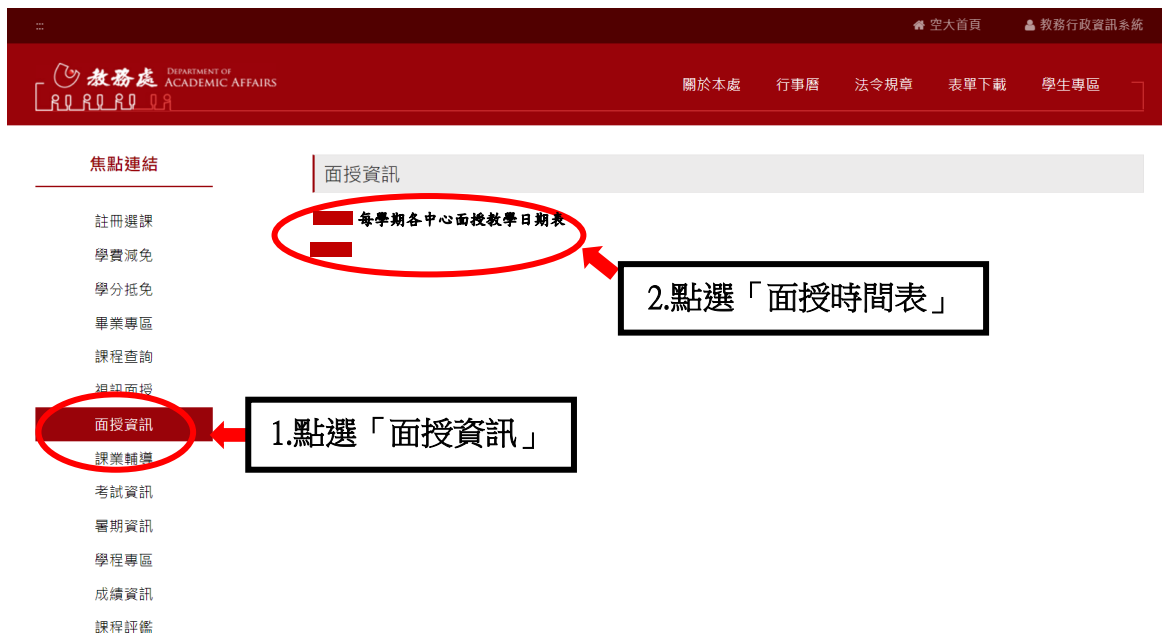 :::
空大首頁
教務行政資訊系統
教務處
DEPARTMENT OF
ACADEMIC AFFAIRS
關於本處
行事曆
法令規章
表單下載
學生專區
焦點連結
註冊選課
學費減免
學分抵免
畢業專區
課程查詢
視訊面授
面授資訊
課業輔導
考試資訊
暑期資訊
學程專區
成績資訊
課程評鑑
面授資訊
每學期各中心面授教學日期表
2.點選「面授時間表」
1.點選「面授資訊」